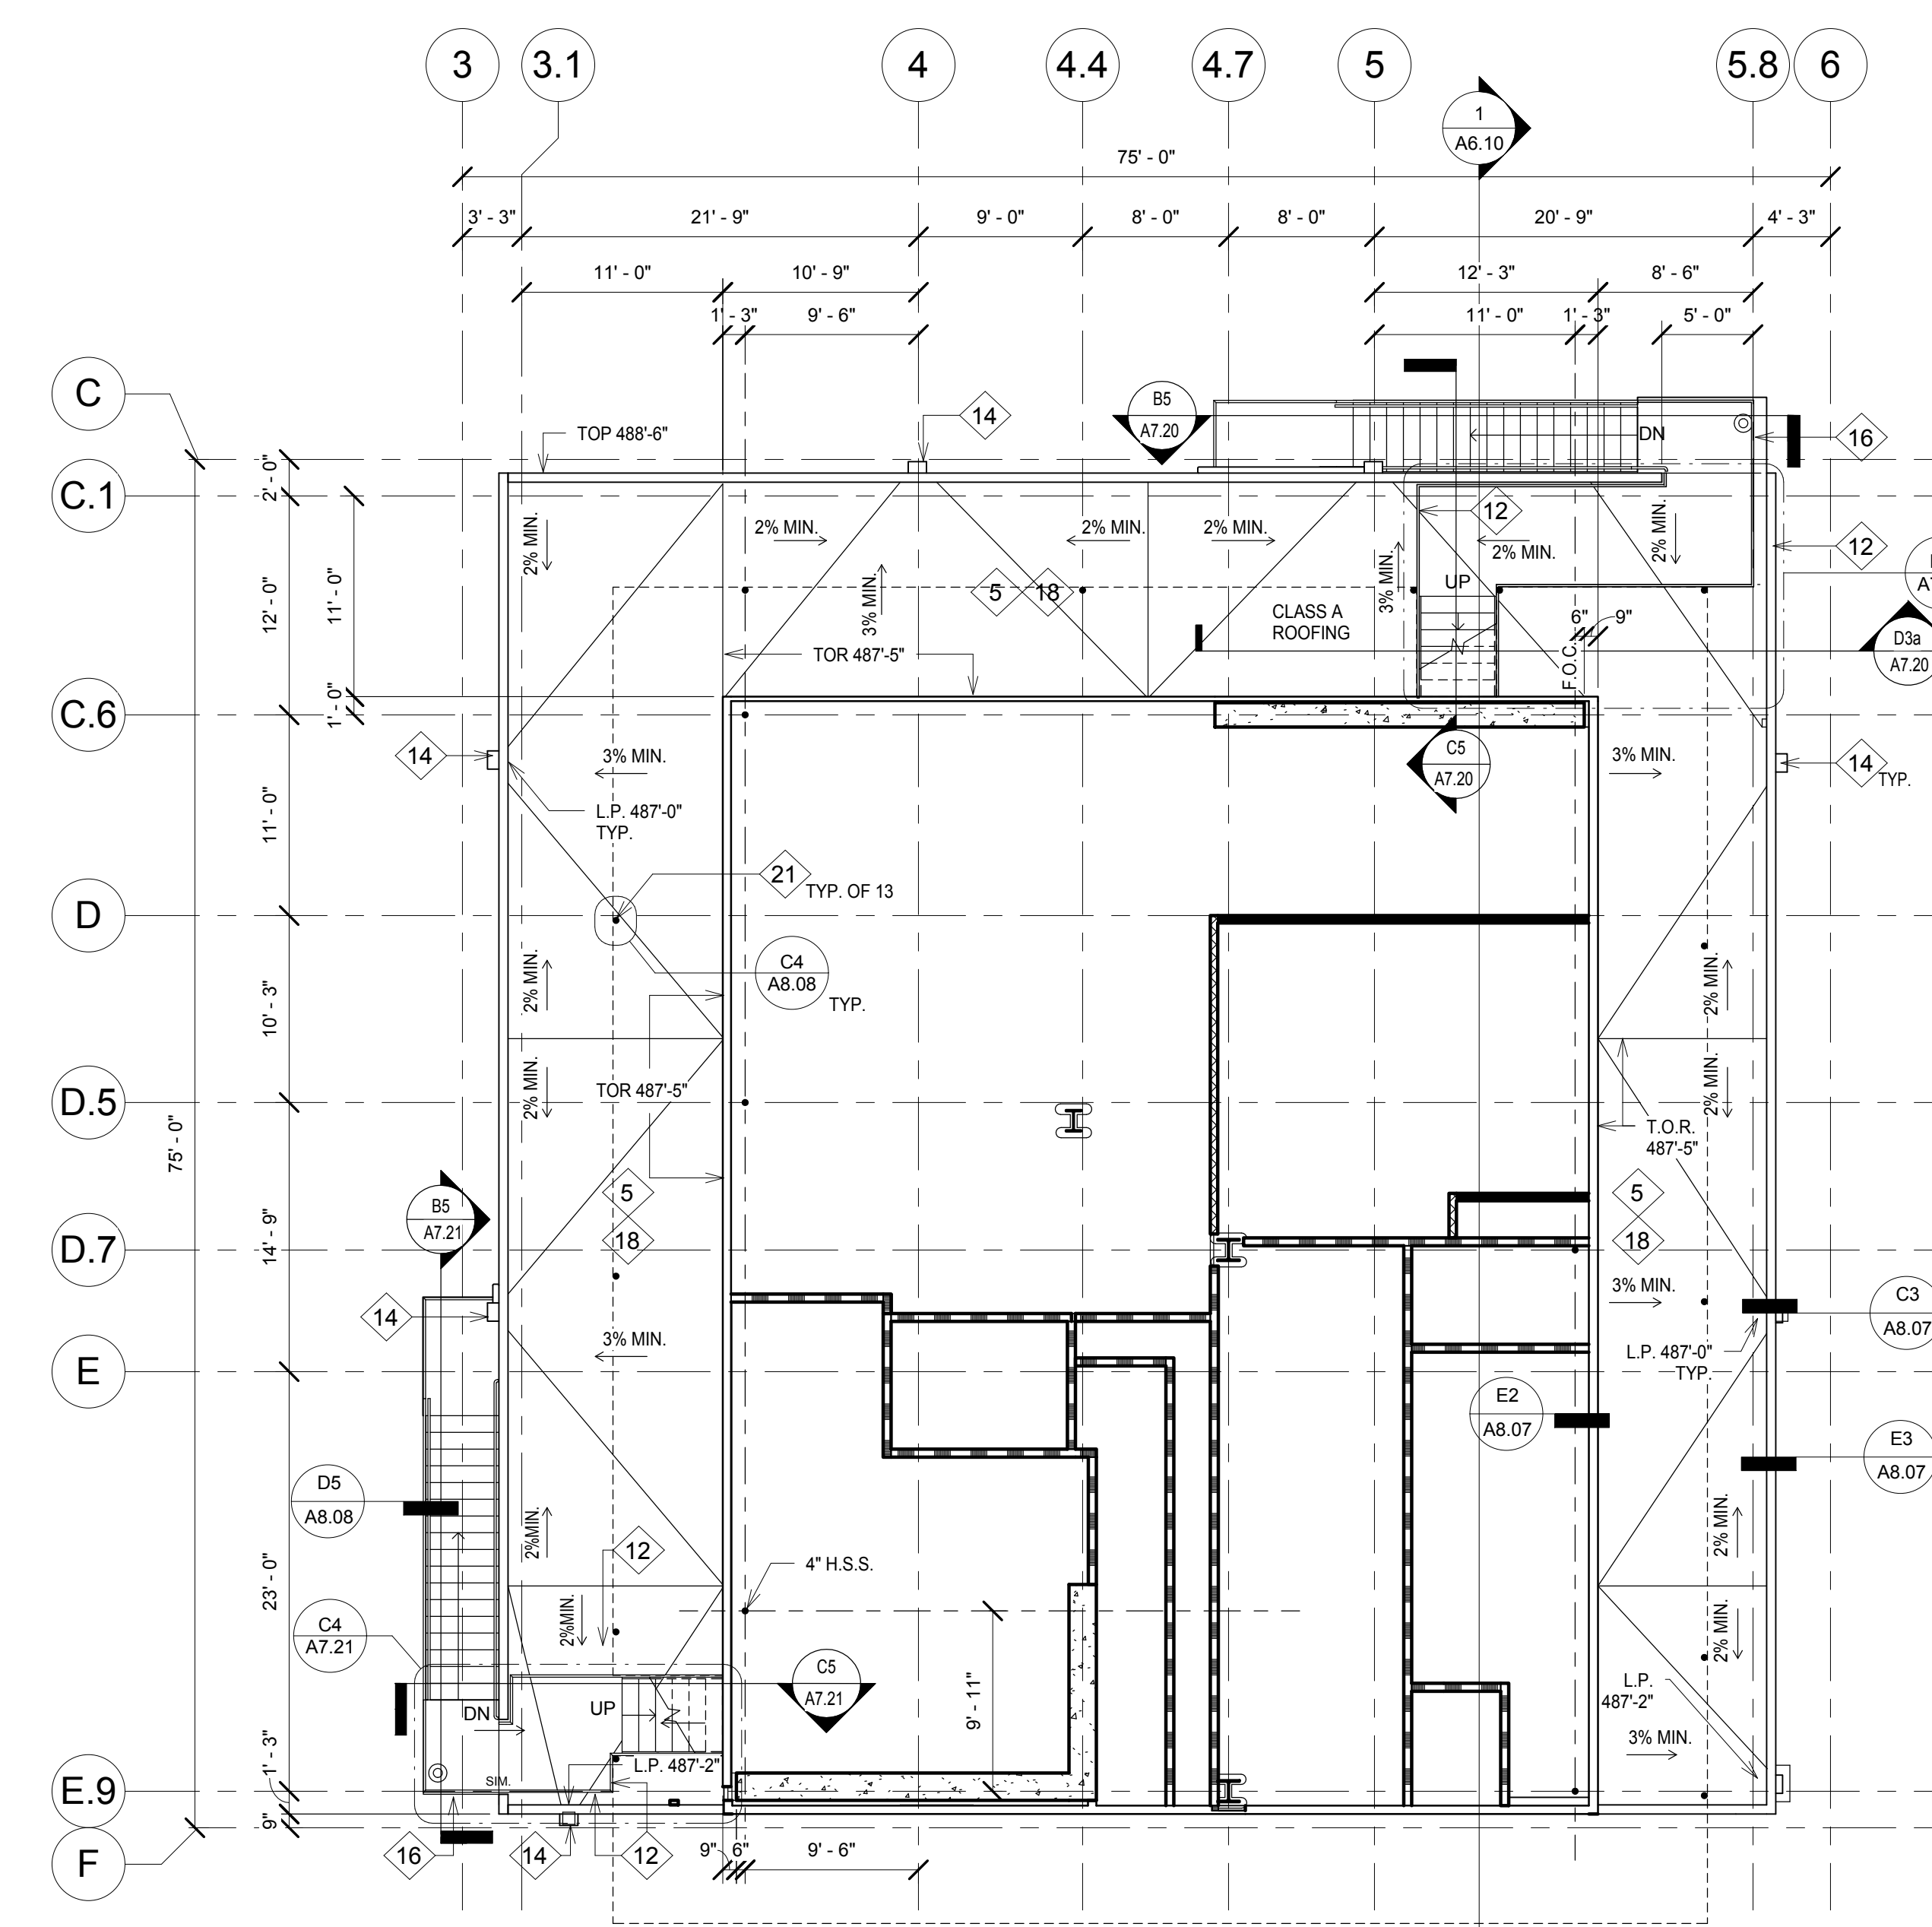 3
3.1
4
4.4
4.7
5
5.8
6
1
A6.10
75' - 0"
3' - 3"
21' - 9"
9' - 0"
8' - 0"
8' - 0"
20' - 9"
4' - 3"
11' - 0"
10' - 9"
12' - 3"
8' - 6"
1' - 3"
9' - 6"
11' - 0"
1' - 3"
5' - 0"
C
TOP 488'-6"
14
B5
A7.20
DN
16
2' - 0"
C.1
12
2% MIN.
2% MIN.
2% MIN.
2% MIN.
2% MIN.
2% MIN.
12
12' - 0"
11' - 0"
3% MIN.
5
18
CLASS A
ROOFING
3% MIN.
UP
6"
9"
D3a
A7.20
TOR 487'-5"
F.O.C.
1' - 0"
C.6
14
3% MIN.
C5
A7.20
3% MIN.
14
TYP.
L.P. 487'-0"
TYP.
11' - 0"
21
TYP. OF 13
D
C4
A8.08
TYP.
2% MIN.
2% MIN.
10' - 3"
TOR 487'-5"
2% MIN.
2% MIN.
D.5
75' - 0"
T.O.R.
487'-5"
5
18
5
18
B5
A7.21
14' - 9"
D.7
3% MIN.
C3
A8.07
14
3% MIN.
L.P. 487'-0"
TYP.
E
E2
A8.07
E3
A8.07
D5
A8.08
2%MIN.
2% MIN.
12
4" H.S.S.
23' - 0"
C4
A7.21
2%MIN.
2% MIN.
C5
A7.21
9' - 11"
L.P.
487'-2"
DN
UP
3% MIN.
L.P. 487'-2"
SIM.
1' - 3"
E.9
9"
F
16
14
12
9"
6"
9' - 6"